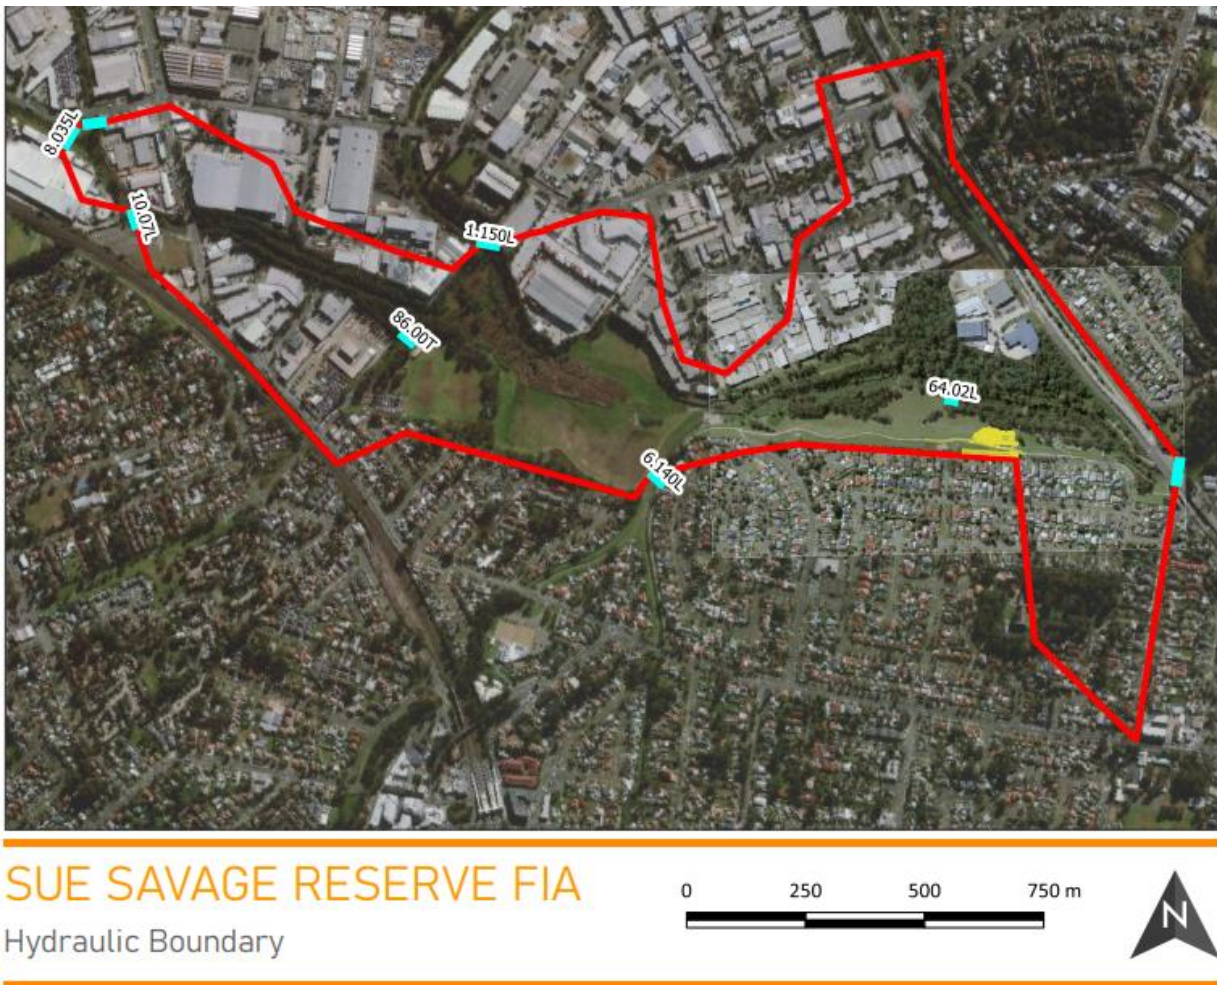 8.035L
10.07L
1.150L
86.00T
64.02L
6.140L
SUE SAVAGE RESERVE FIA
Hydraulic Boundary
0 250 500 750 m
N